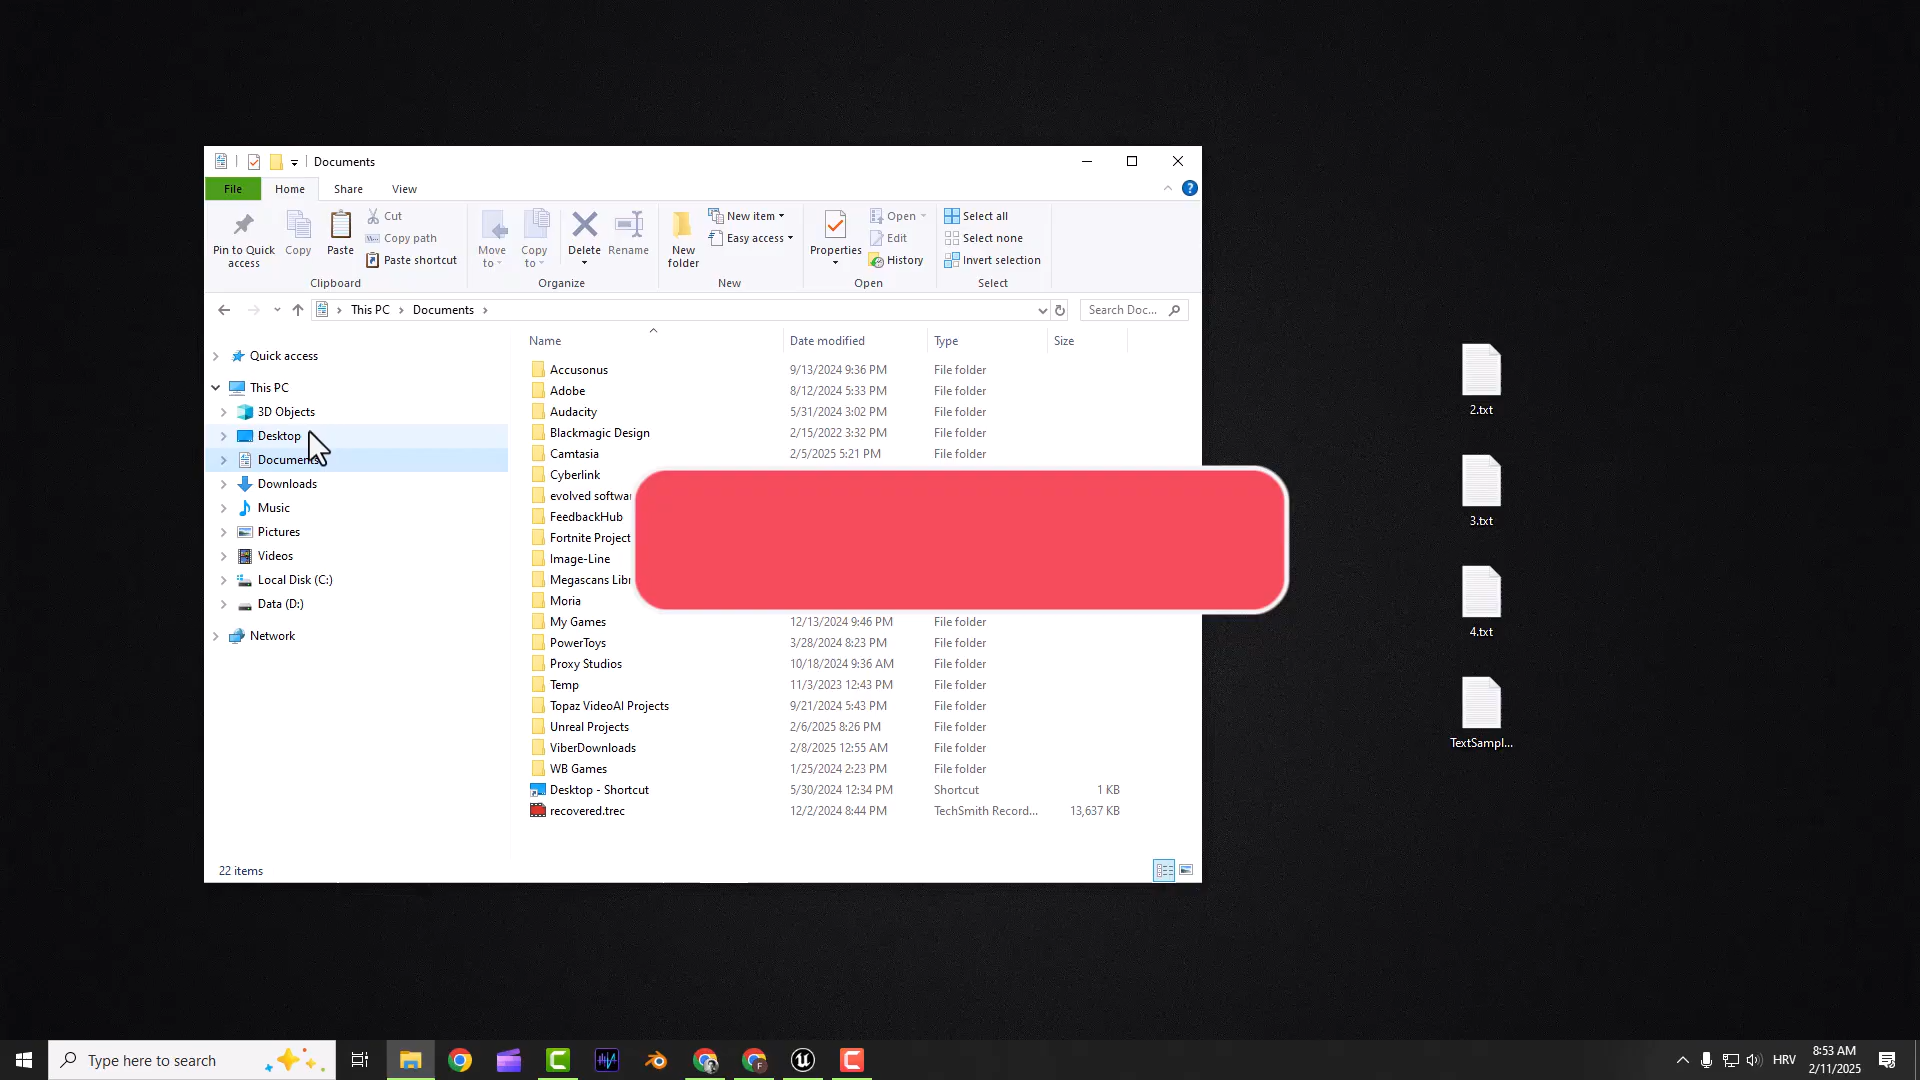 Documents
File Home Share View
Pin to Quick access
Copy
Paste
Cut
Copy path
Paste shortcut
Clipboard
Move to
Copy to
Delete
Rename
Organize
New folder
New item
Easy access
New
Properties
Open
Edit
History
Open
Select all
Select none
Invert selection
Select
This PC > Documents >
Search Doc...
Quick access
This PC
3D Objects
Desktop
Documents
Downloads
Music
Pictures
Videos
Local Disk (C:)
Data (D:)
Network
Name Date modified Type Size
Accusonus 9/13/2024 9:36 PM File folder
Adobe 8/12/2024 5:33 PM File folder
Audacity 5/31/2024 3:02 PM File folder
Blackmagic Design 2/15/2022 3:32 PM File folder
Camtasia 2/5/2025 5:21 PM File folder
Cyberlink
evolved
FeedbackHub
Fortnite Project
Image-Line
Megascans
Moria
My Games 12/13/2024 9:46 PM File folder
PowerToys 3/28/2024 8:23 PM File folder
Proxy Studios 10/18/2024 9:36 AM File folder
Temp 11/3/2023 12:43 PM File folder
Topaz VideoAI Projects 9/21/2024 5:43 PM File folder
Unreal Projects 2/6/2025 8:26 PM File folder
ViberDownloads 2/8/2025 12:55 AM File folder
WB Games 1/25/2024 2:23 PM File folder
Desktop - Shortcut 5/30/2024 12:34 PM Shortcut 1 KB
recovered.trec 12/2/2024 8:44 PM TechSmith Record... 13,637 KB
22 items
2.txt
3.txt
4.txt
TextSampl...
Type here to search
HRV
8:53 AM
2/11/2025